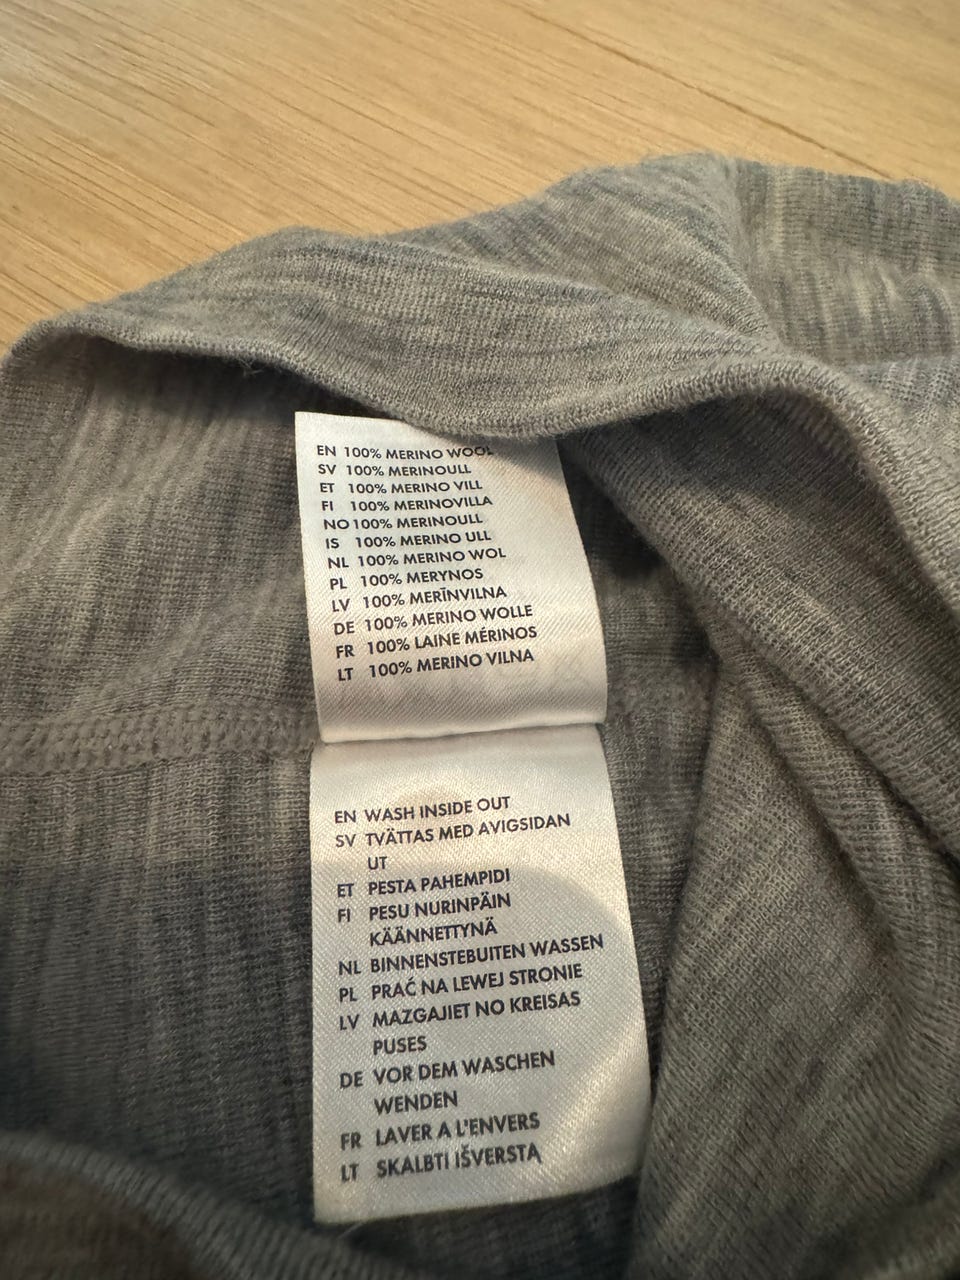 EN 100% MERINO WOOL
SV 100% MERINOULL
ET 100% MERINO VILL
FI 100% MERINOVILLA
NO 100% MERINOULL
IS 100% MERINO ULL
NL 100% MERINO WOL
PL 100% MERYNOS
LV 100% MERĪNVILNA
DE 100% MERINO WOLLE
FR 100% LAINE MÉRINOS
LT 100% MERINO VILNA
EN WASH INSIDE OUT
SV TVÄTTAS MED AVIGSIDAN
UT
ET PESTA PAHEMPIDI
FI PESU NURINPÄIN
KÄÄNNETTYNÄ
NL BINNENSTEBUITEN WASSEN
PL PRAĆ NA LEWEJ STRONIE
LV MAZGAJIET NO KREISAS
PUSES
DE VOR DEM WASCHEN
WENDEN
FR LAVER A L'ENVERS
LT SKALBTI IŠVERSTĄ